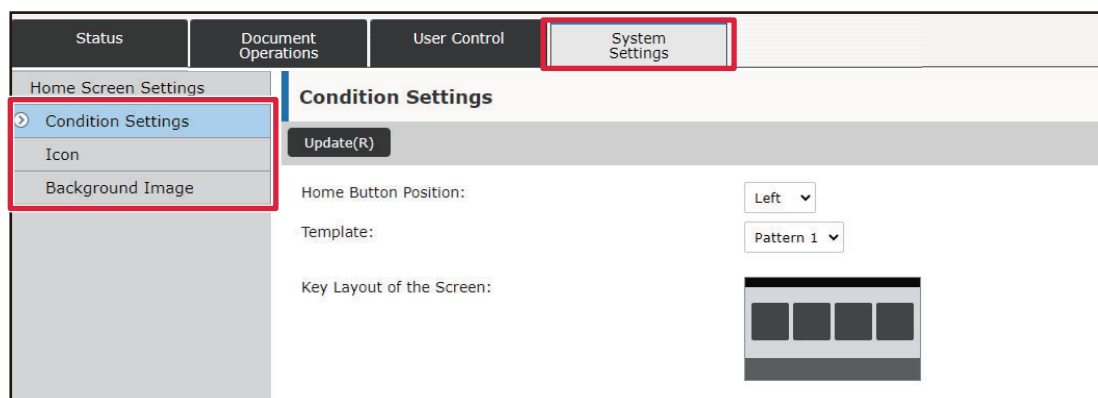 Status
Document
Operations
User Control
System
Settings
Home Screen Settings
Condition Settings
Icon
Background Image
Condition Settings
Update(R)
Home Button Position:
Left
Template:
Pattern 1
Key Layout of the Screen: